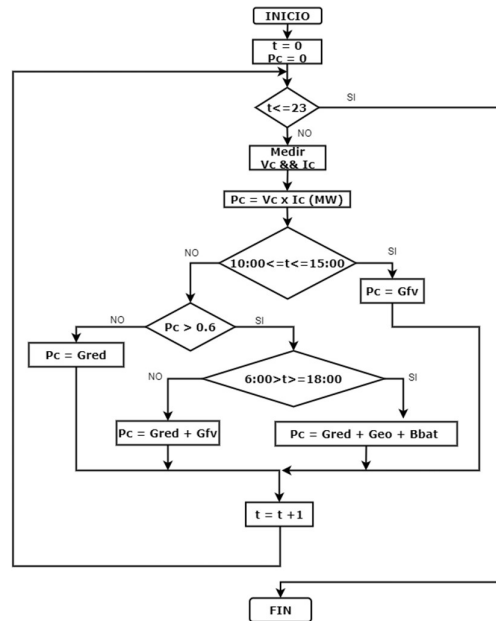 INICIO
t = 0
Pc = 0
t<=23
SI
NO
Medir
Vc && Ic
Pc = Vc x Ic (MW)
NO
10:00<=t<=15:00
SI
Pc = Gfv
NO
Pc > 0.6
SI
Pc = Gred
NO
6:00>t>=18:00
SI
Pc = Gred + Gfv
Pc = Gred + Geo + Bbat
t = t +1
FIN